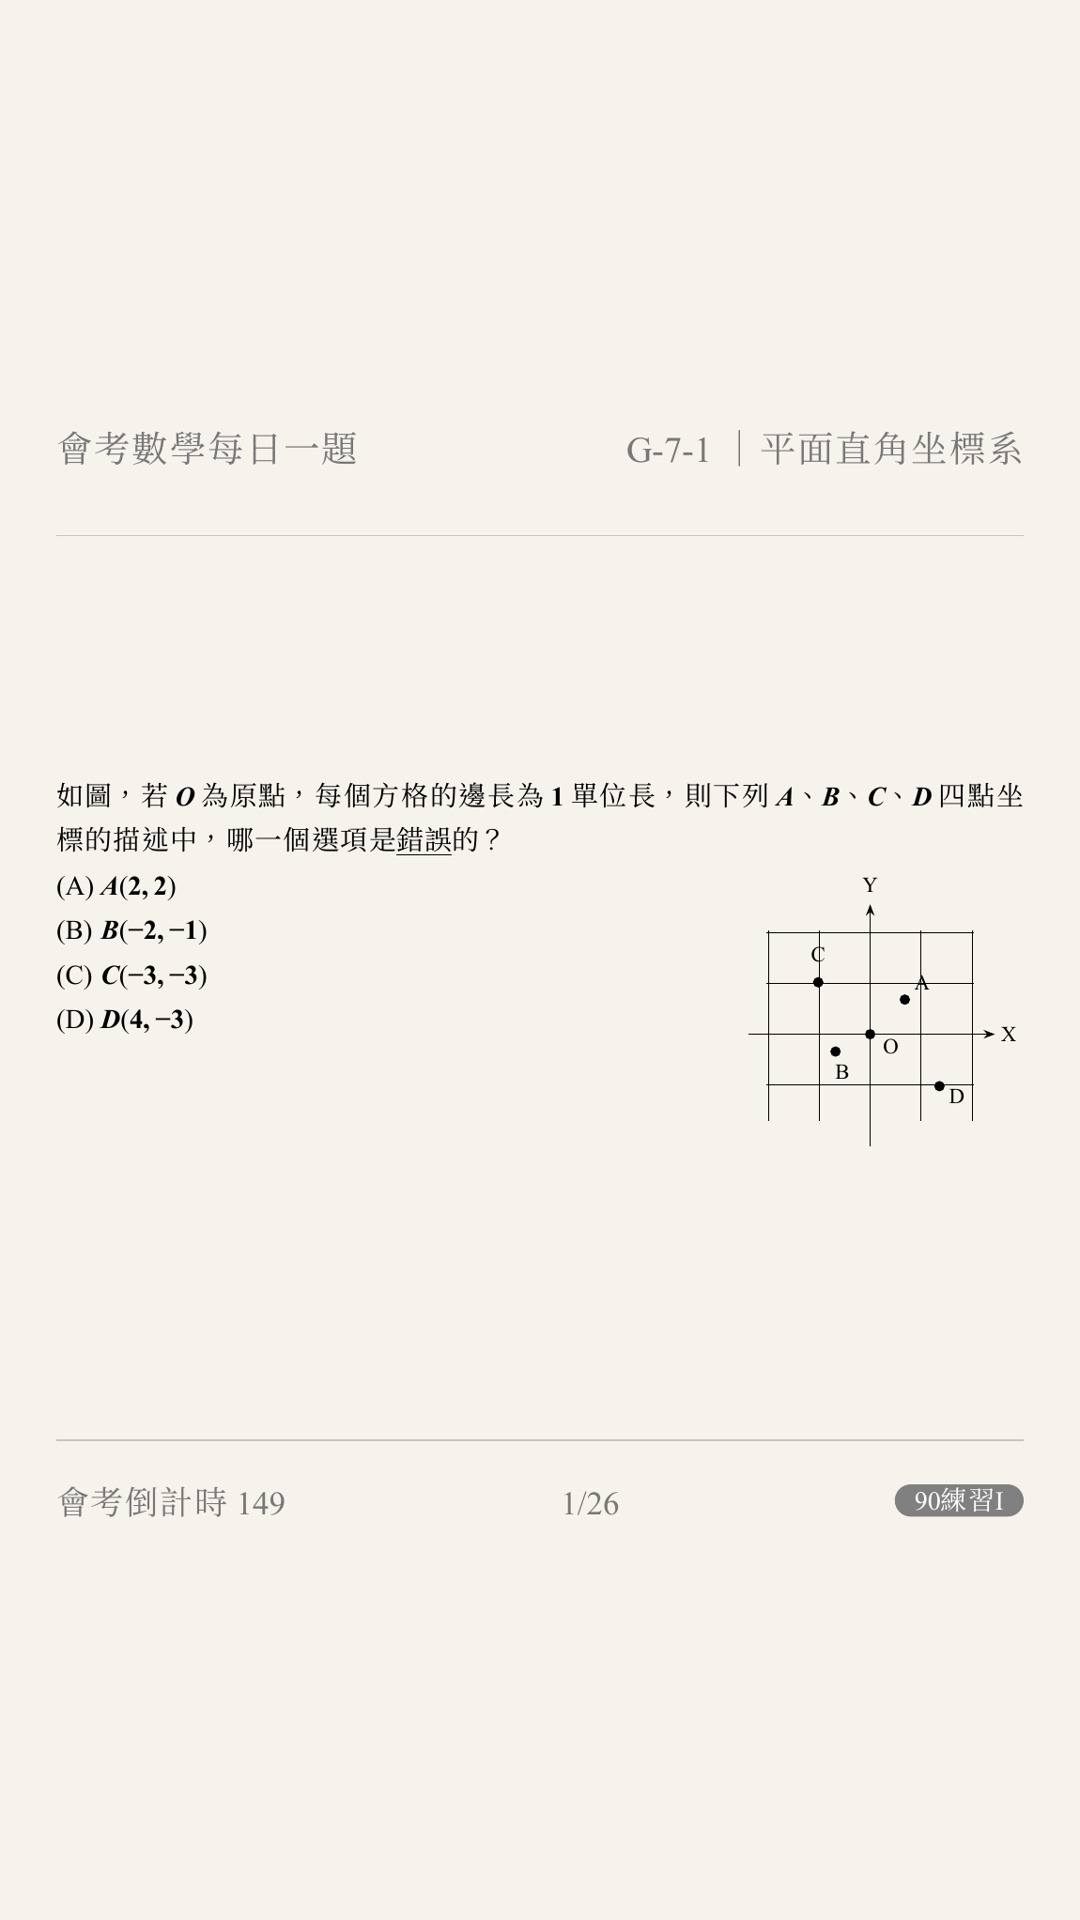 會考數學每日一題
G-7-1 │ 平面直角坐標系
如圖，若 O 為原點，每個方格的邊長為 1 單位長，則下列 A、B、C、D 四點坐
標的描述中，哪一個選項是錯誤的？
(A) A(2, 2)
(B) B(−2, −1)
(C) C(−3, −3)
(D) D(4, −3)
Y
C
A
X
O
B
D
會考倒計時 149
1/26
90練習I